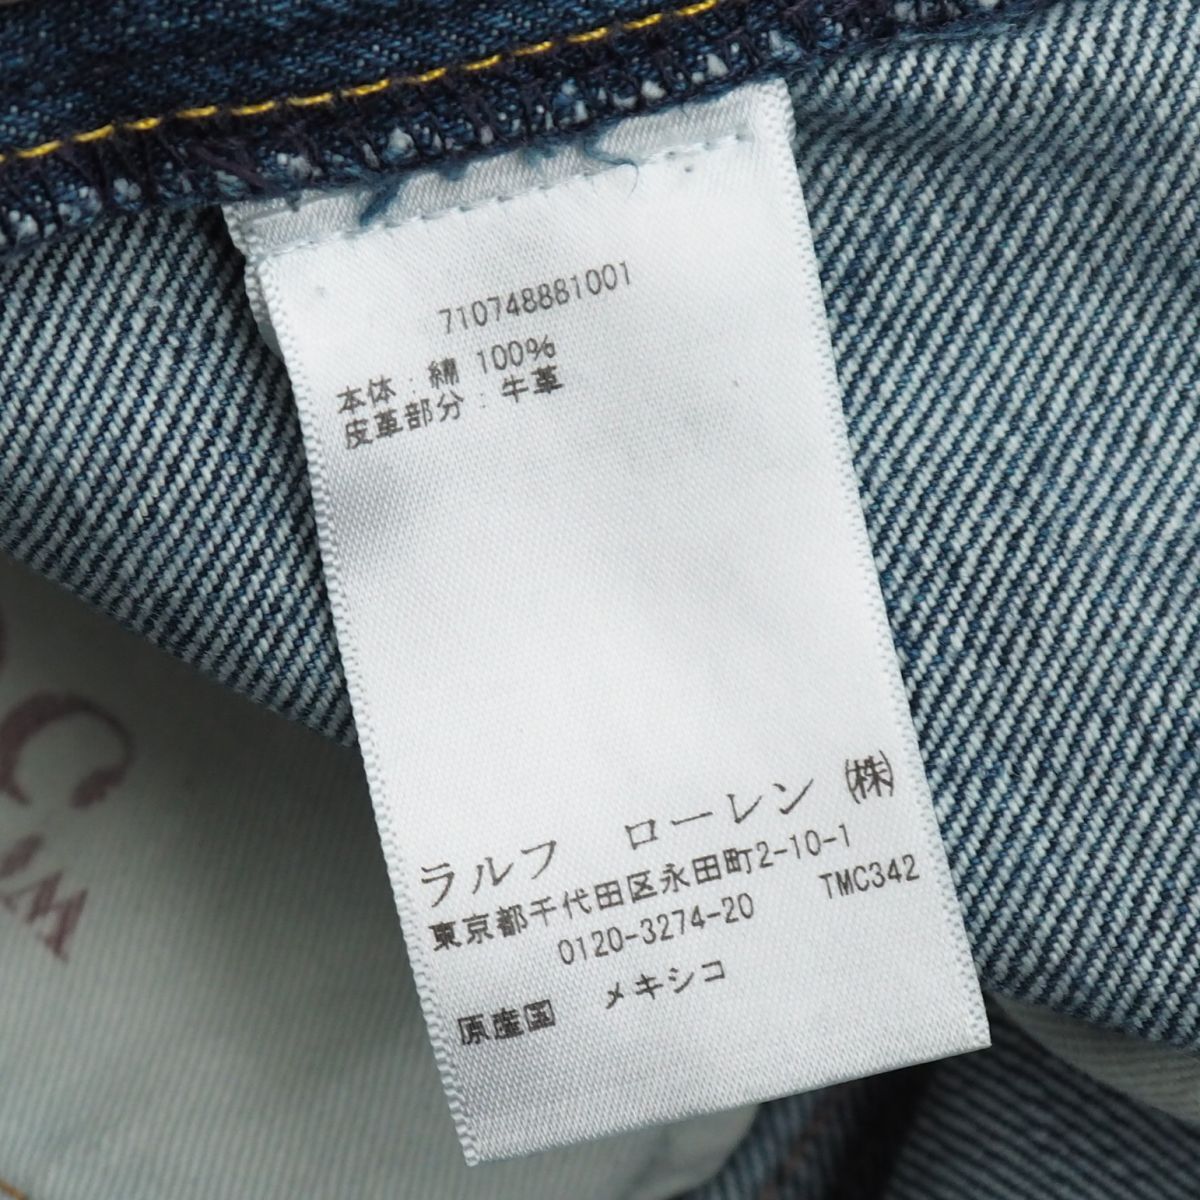 710748881001
本体：綿 100%
皮革部分：牛革
ラルフ ローレン ㈱
東京都千代田区永田町2-10-1
0120-3274-20 TMC342
原産国 メキシコ